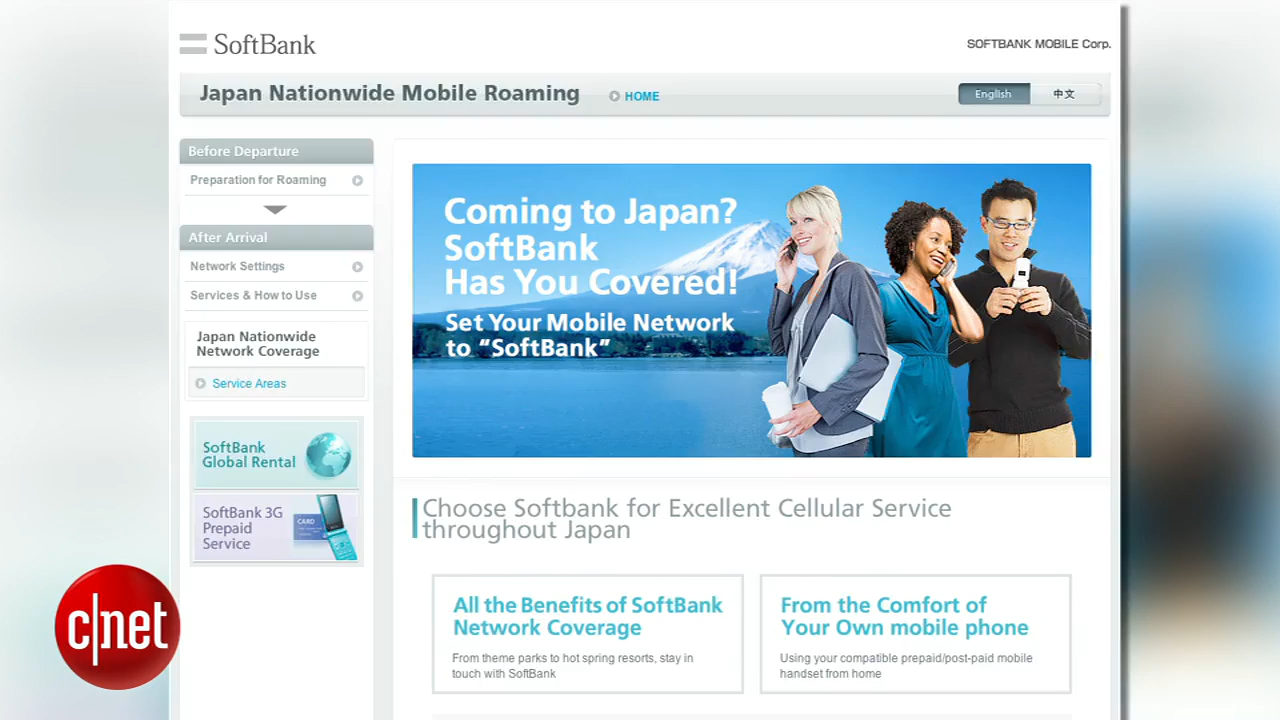 SoftBank
SOFTBANK MOBILE Corp.
Japan Nationwide Mobile Roaming
HOME
English
中文
Before Departure
Preparation for Roaming
After Arrival
Network Settings
Services & How to Use
Japan Nationwide
Network Coverage
Service Areas
SoftBank
Global Rental
SoftBank 3G
Prepaid
Service
CARD
Coming to Japan?
SoftBank
Has You Covered!
Set Your Mobile Network
to “SoftBank”
Choose Softbank for Excellent Cellular Service
throughout Japan
All the Benefits of SoftBank
Network Coverage
From theme parks to hot spring resorts, stay in
touch with SoftBank
From the Comfort of
Your Own mobile phone
Using your compatible prepaid/post-paid mobile
handset from home
c|net